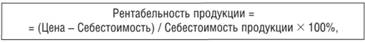 Рентабельность продукции =
= (Цена – Себестоимость) / Себестоимость продукции × 100%,